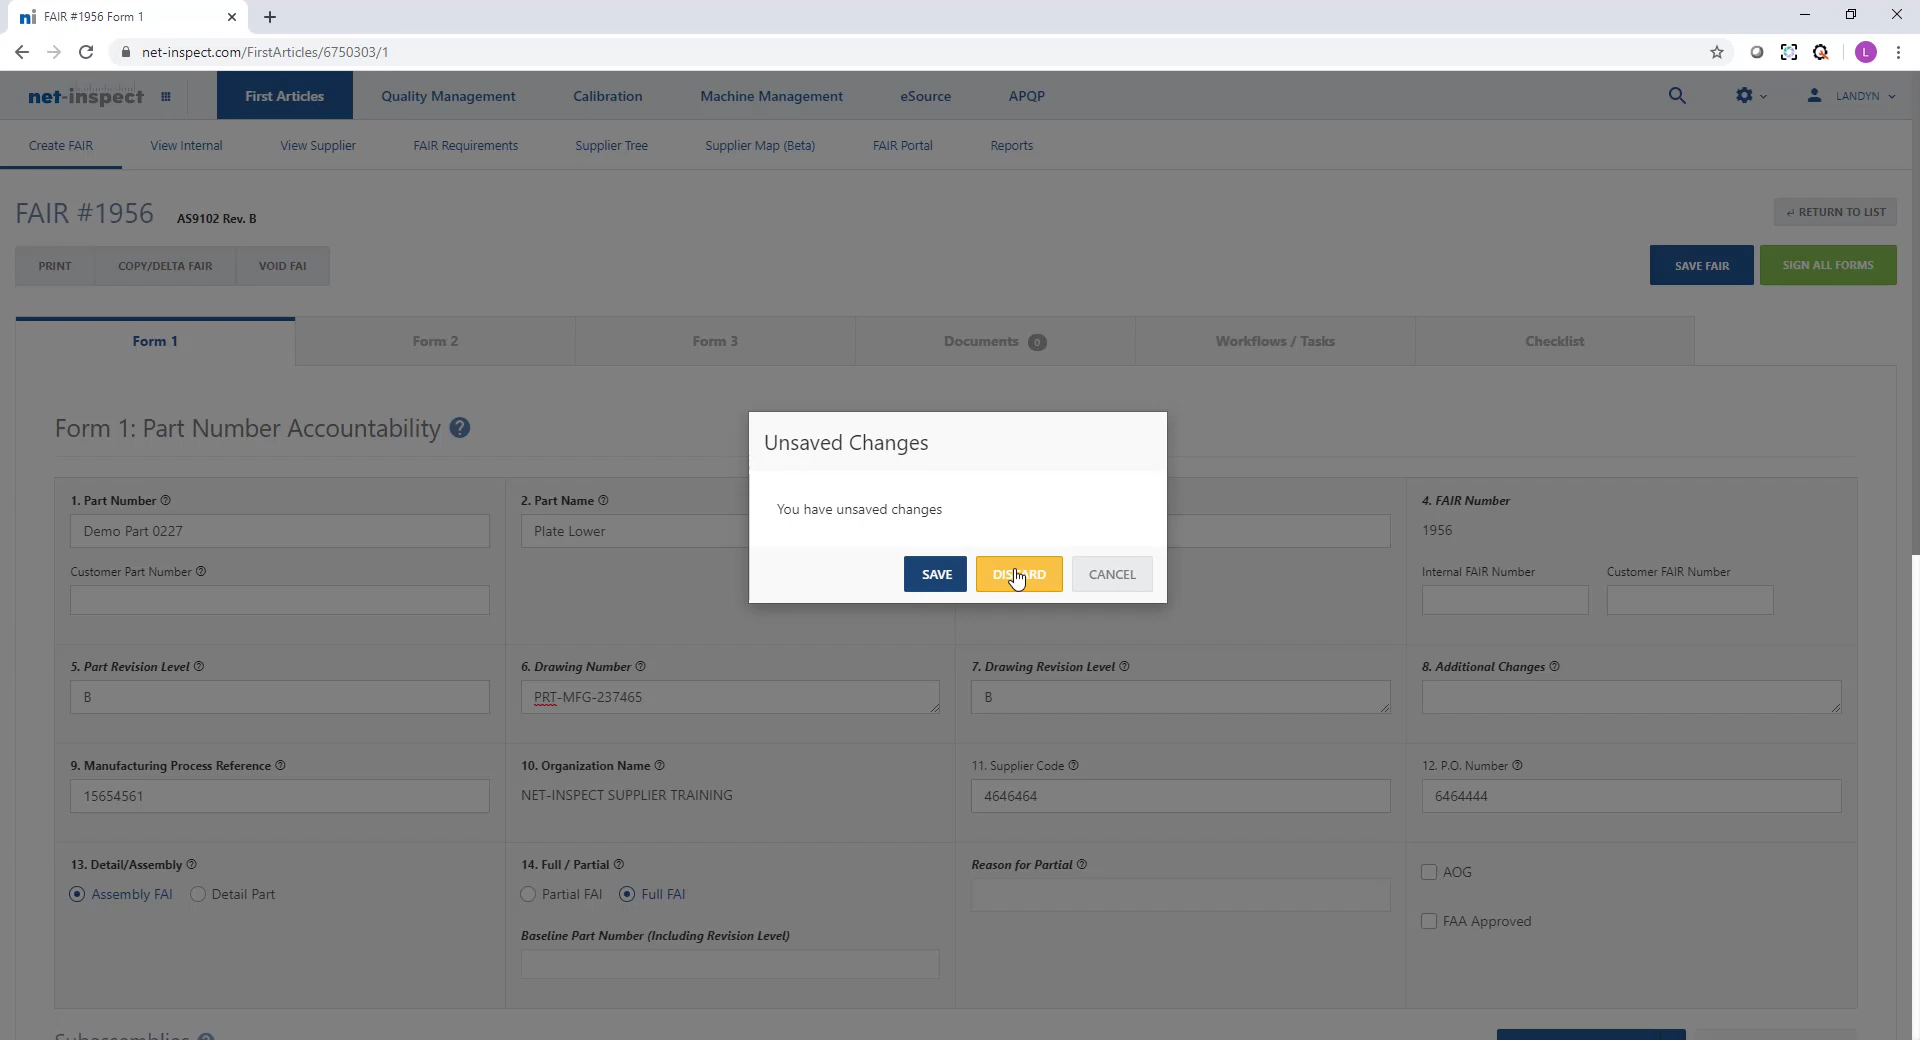 FAIR #1956 Form 1
net-inspect.com/FirstArticles/6750303/1
L
net-inspect
First Articles
Quality Management
Calibration
Machine Management
eSource
APQP
LANDYN
Create FAIR
View Internal
View Supplier
FAIR Requirements
Supplier Tree
Supplier Map (Beta)
FAIR Portal
Reports
FAIR #1956 AS9102 Rev. B
RETURN TO LIST
PRINT
COPY/DELTA FAIR
VOID FAI
SAVE FAIR
SIGN ALL FORMS
Form 1
Form 2
Form 3
Documents 0
Workflows / Tasks
Checklist
Form 1: Part Number Accountability
Unsaved Changes
You have unsaved changes
SAVE
DISCARD
CANCEL
1. Part Number
Demo Part 0227
Customer Part Number
2. Part Name
Plate Lower
4. FAIR Number
1956
Internal FAIR Number
Customer FAIR Number
5. Part Revision Level
B
6. Drawing Number
PRT-MFG-237465
7. Drawing Revision Level
B
8. Additional Changes
9. Manufacturing Process Reference
15654561
10. Organization Name
NET-INSPECT SUPPLIER TRAINING
11. Supplier Code
4646464
12. P.O. Number
6464444
13. Detail/Assembly
Assembly FAI
Detail Part
14. Full / Partial
Partial FAI
Full FAI
Baseline Part Number (Including Revision Level)
Reason for Partial
AOG
FAA Approved
Subassemblies